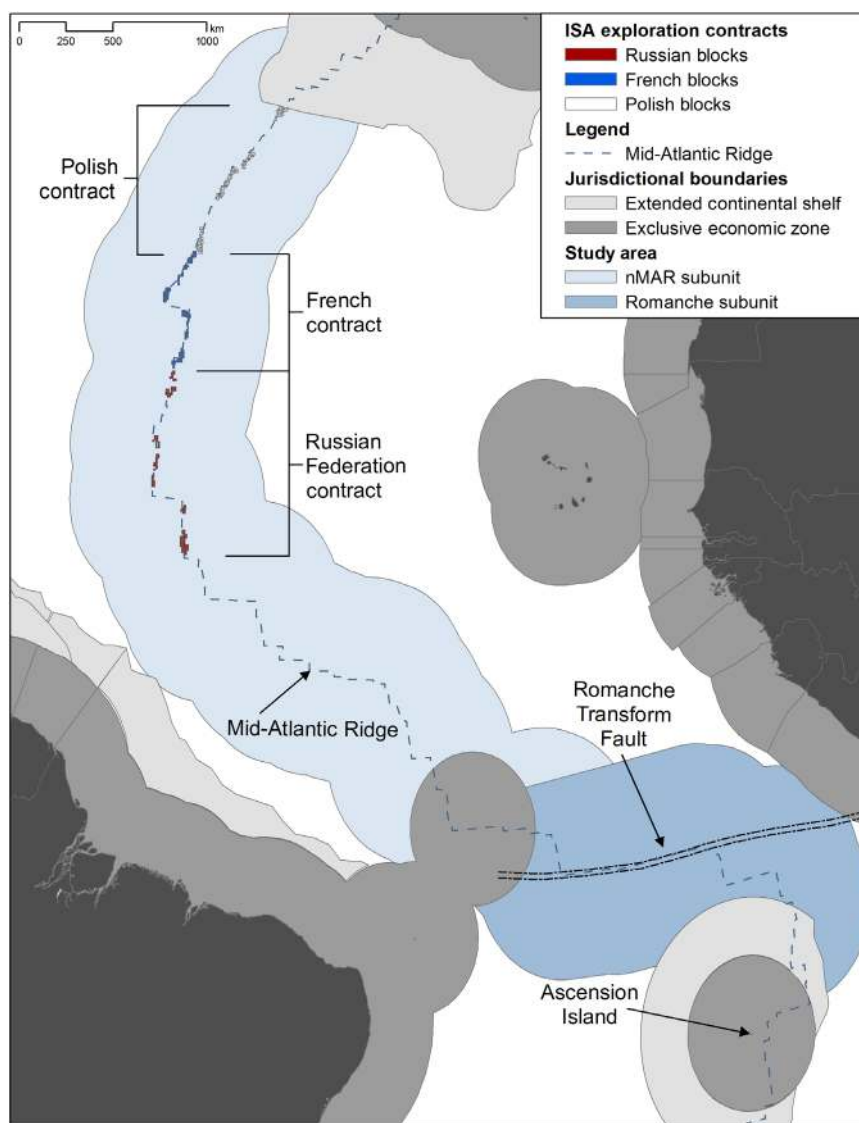 0 250 500 1000 km
ISA exploration contracts
Russian blocks
French blocks
Polish blocks
Legend
Mid-Atlantic Ridge
Jurisdictional boundaries
Extended continental shelf
Exclusive economic zone
Study area
nMAR subunit
Romanche subunit
Polish
contract
French
contract
Russian
Federation
contract
Mid-Atlantic Ridge
Romanche
Transform
Fault
Ascension
Island